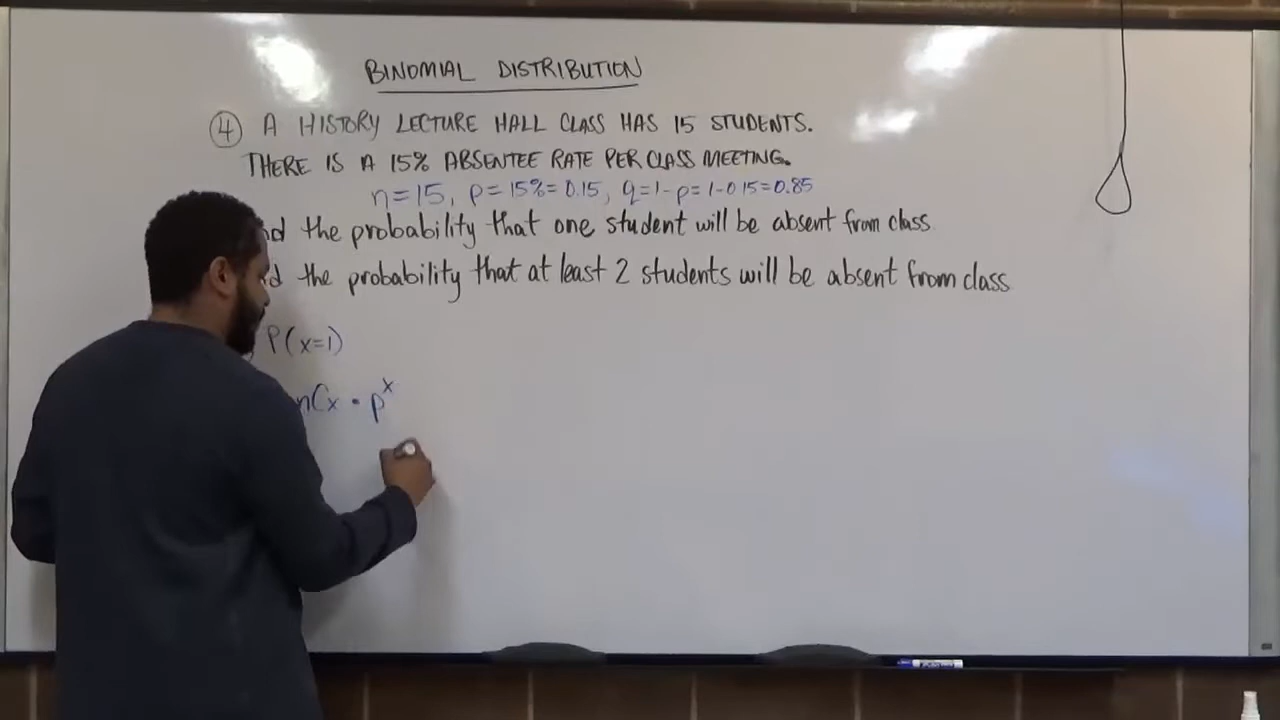 BINOMIAL DISTRIBUTION
④ A HISTORY LECTURE HALL CLASS HAS 15 STUDENTS.
THERE IS A 15% ABSENTEE RATE PER CLASS MEETING.
n=15, p=15%=0.15, q=1-p=1-0.15=0.85
nd the probability that one student will be absent from class
d the probability that at least 2 students will be absent from class
P(x=1)
nCx · pˣ